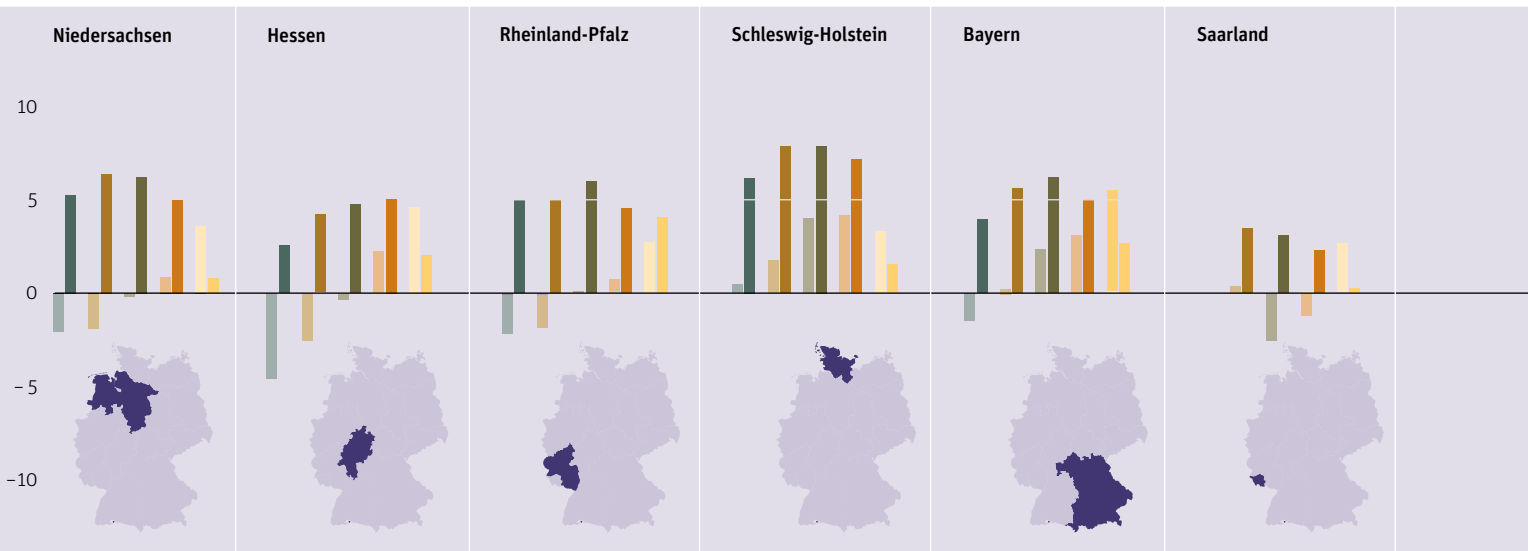 Niedersachsen
Hessen
Rheinland-Pfalz
Schleswig-Holstein
Bayern
Saarland
10
5
0
– 5
–10